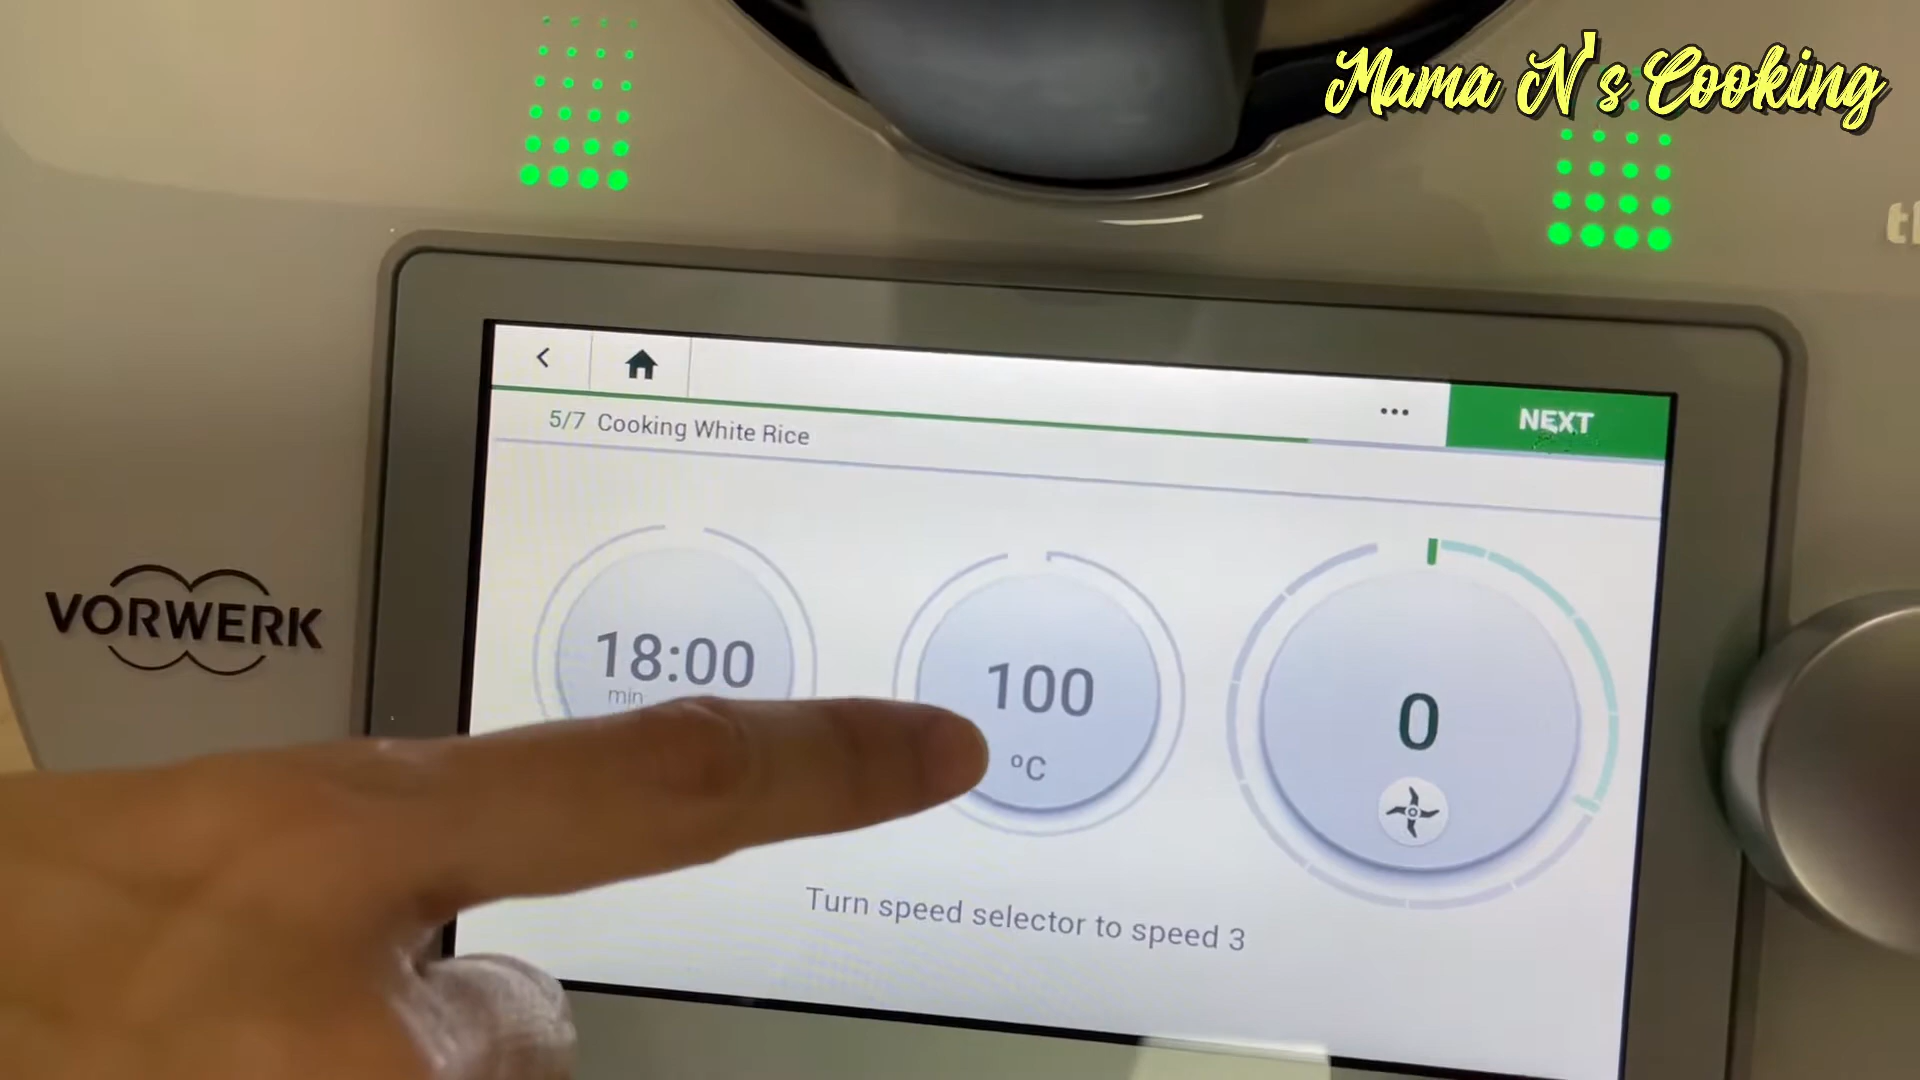 Mama N's Cooking
NEXT
5/7 Cooking White Rice
18:00
min
100
°C
0
VORWERK
Turn speed selector to speed 3